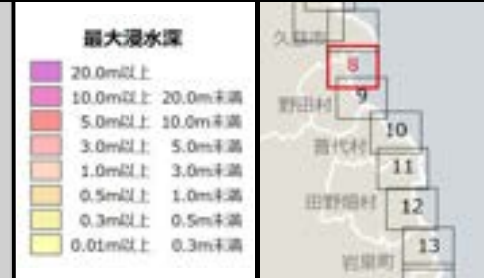 最大浸水深
20.0m以上
10.0m以上 20.0m未満
5.0m以上 10.0m未満
3.0m以上 5.0m未満
1.0m以上 3.0m未満
0.5m以上 1.0m未満
0.3m以上 0.5m未満
0.01m以上 0.3m未満
久慈市
8
野田村
9
10
普代村
11
田野畑村
12
13
岩泉町